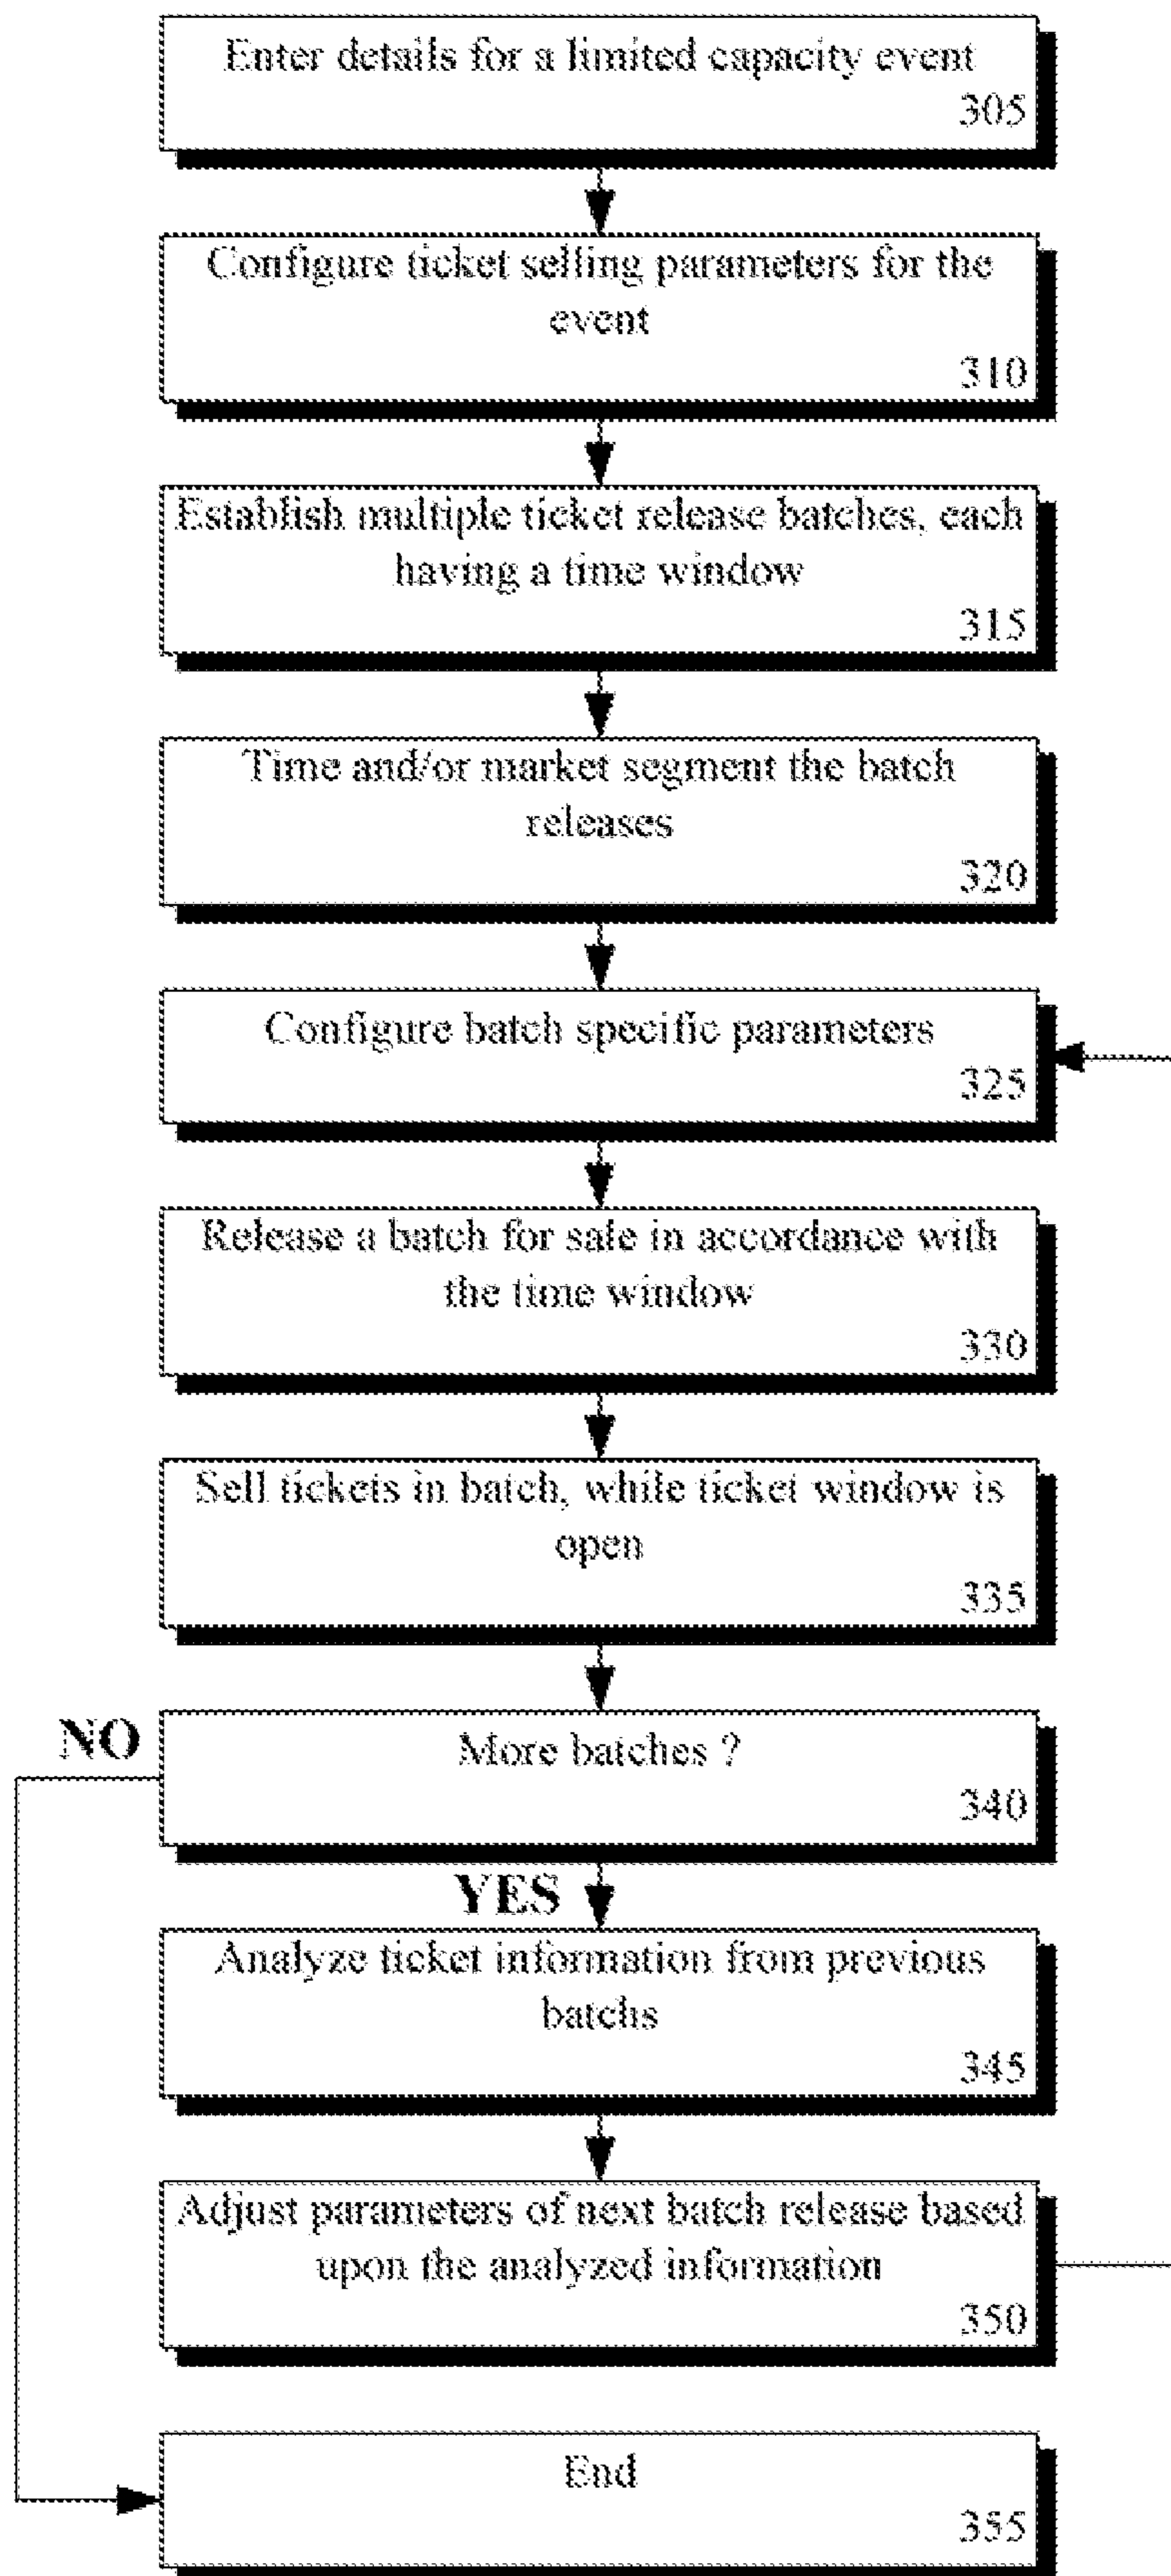 Enter details for a limited capacity event
305
Configure ticket selling parameters for the
event
310
Establish multiple ticket release batches, each
having a time window
315
Time and/or market segment the batch
releases
320
Configure batch specific parameters
325
Release a batch for sale in accordance with
the time window
330
Sell tickets in batch, while ticket window is
open
335
NO
More batches ?
340
YES
Analyze ticket information from previous
batchs
345
Adjust parameters of next batch release based
upon the analyzed information
350
End
355